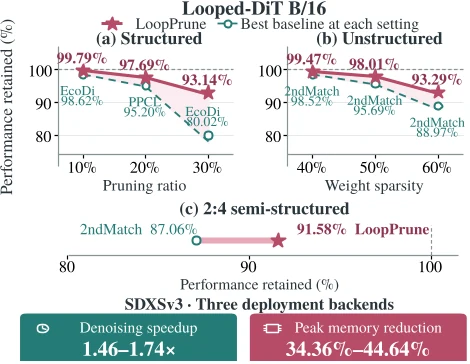 Looped-DiT B/16
LoopPrune Best baseline at each setting
(a) Structured
Performance retained (%)
100
90
80
99.79%
97.69%
93.14%
EcoDi
98.62%
PPCL
95.20%
EcoDi
80.02%
10% 20% 30%
Pruning ratio
(b) Unstructured
100
90
80
99.47%
98.01%
93.29%
2ndMatch
98.52%
2ndMatch
95.69%
2ndMatch
88.97%
40% 50% 60%
Weight sparsity
(c) 2:4 semi-structured
2ndMatch 87.06%
91.58% LoopPrune
80 90 100
Performance retained (%)
SDXSv3 · Three deployment backends
Denoising speedup
1.46–1.74×
Peak memory reduction
34.36%–44.64%